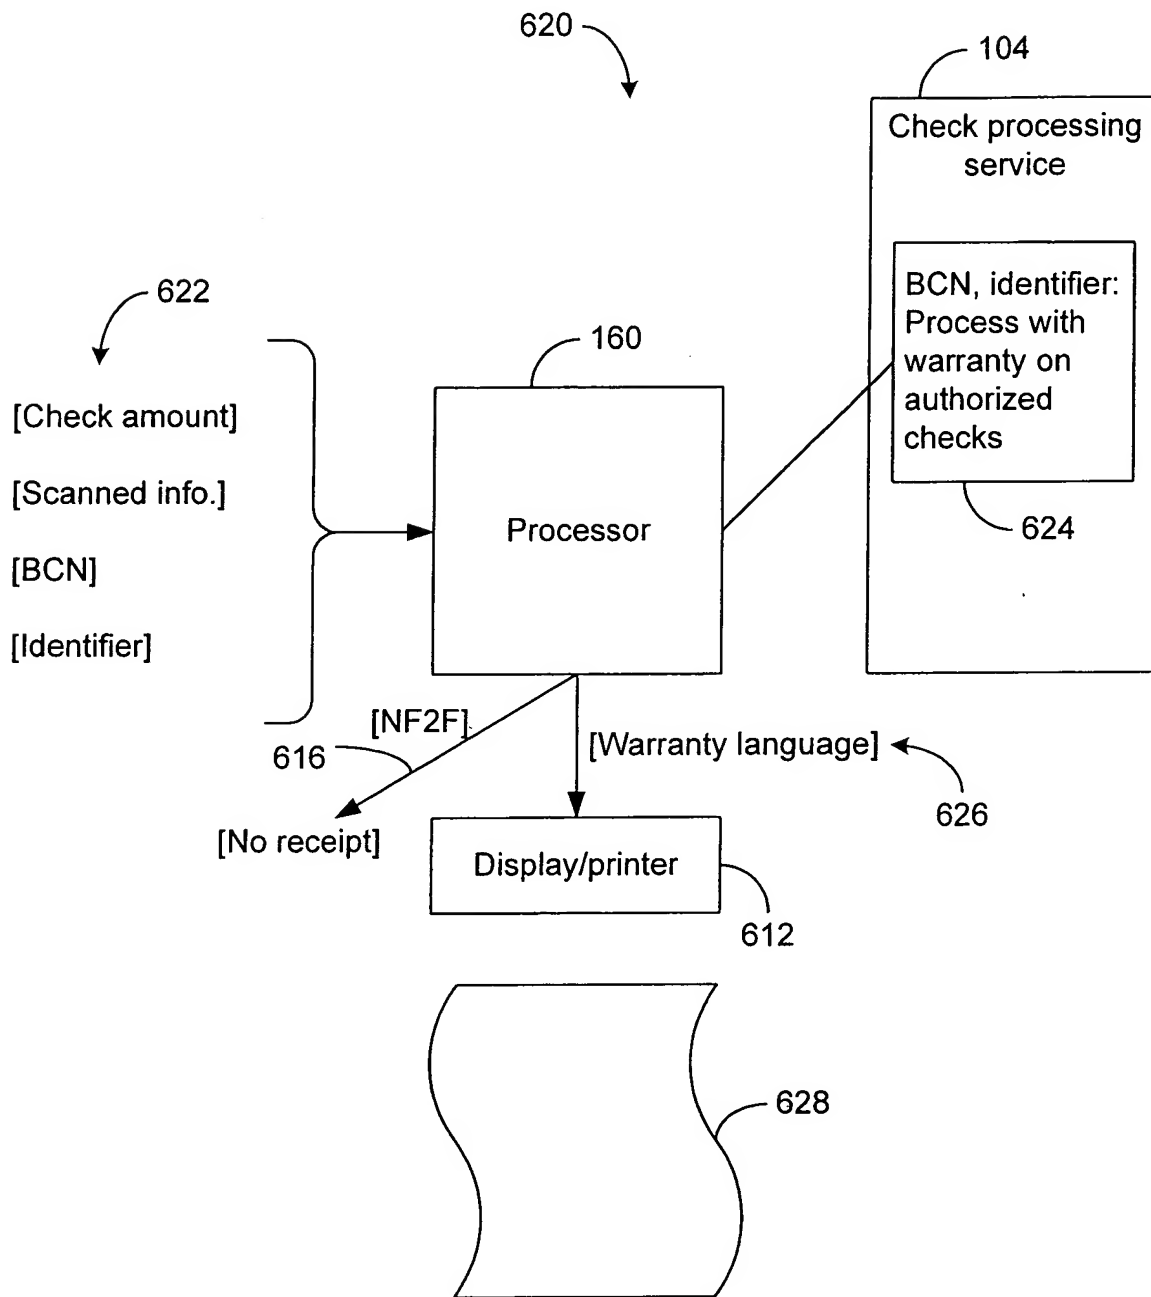 620
104
Check processing
service
622
BCN, identifier:
Process with
warranty on
authorized
checks
160
[Check amount]
[Scanned info.]
[BCN]
[Identifier]
Processor
624
[NF2F]
616
[Warranty language]
626
[No receipt]
Display/printer
612
628